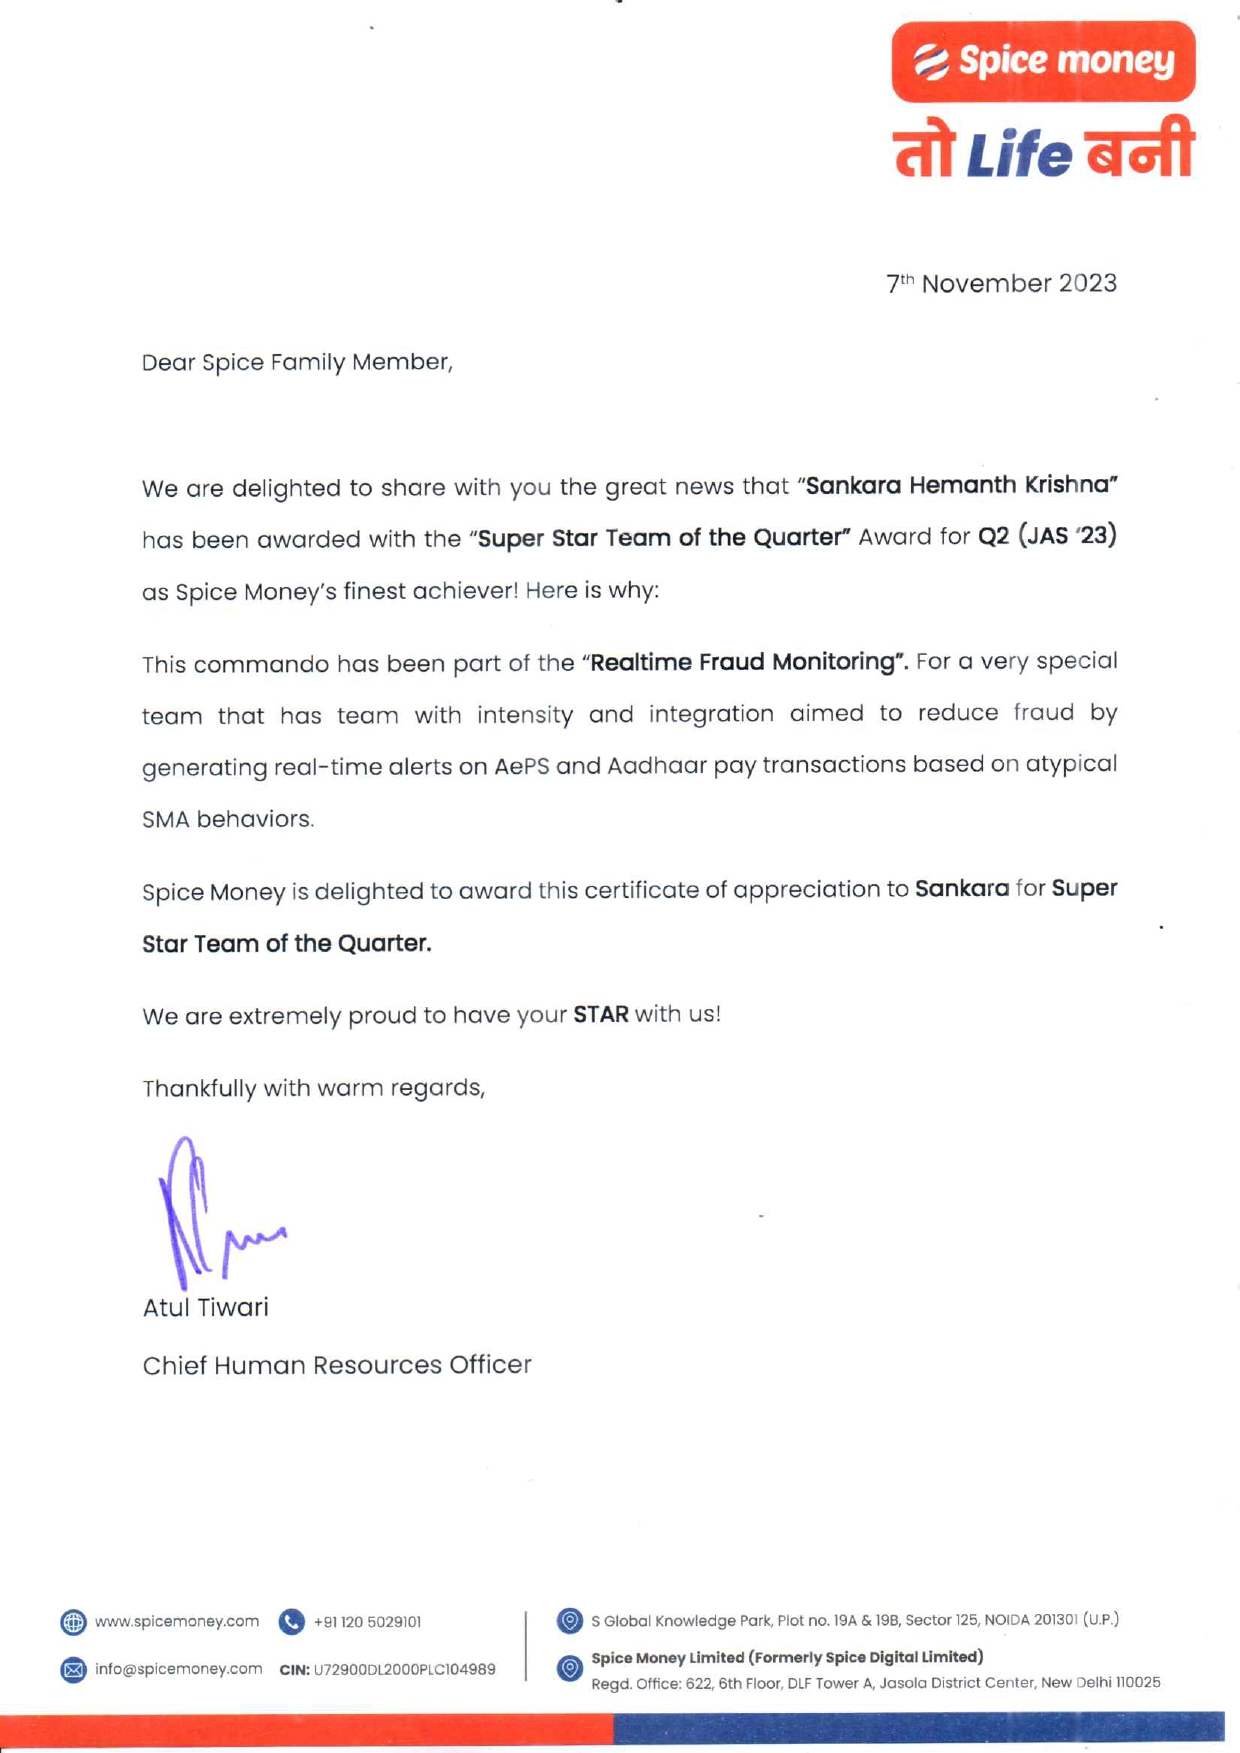 Spice money
तो Life बनी
7th November 2023
Dear Spice Family Member,
We are delighted to share with you the great news that “Sankara Hemanth Krishna”
has been awarded with the “Super Star Team of the Quarter” Award for Q2 (JAS ‘23)
as Spice Money’s finest achiever! Here is why:
This commando has been part of the “Realtime Fraud Monitoring”. For a very special
team that has team with intensity and integration aimed to reduce fraud by
generating real-time alerts on AePS and Aadhaar pay transactions based on atypical
SMA behaviors.
Spice Money is delighted to award this certificate of appreciation to Sankara for Super
Star Team of the Quarter.
We are extremely proud to have your STAR with us!
Thankfully with warm regards,
Atul Tiwari
Chief Human Resources Officer
www.spicemoney.com +91 120 5029101
info@spicemoney.com CIN: U72900DL2000PLC104989
S Global Knowledge Park, Plot no. 19A & 19B, Sector 125, NOIDA 201301 (U.P.)
Spice Money Limited (Formerly Spice Digital Limited)
Regd. Office: 622, 6th Floor, DLF Tower A, Jasola District Center, New Delhi 110025